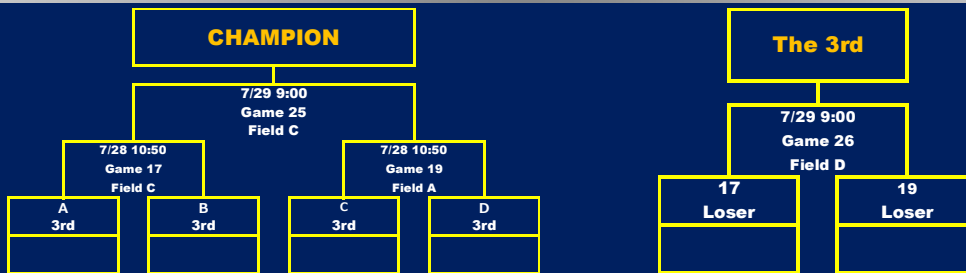 CHAMPION
7/29 9:00
Game 25
Field C
7/28 10:50
Game 17
Field C
7/28 10:50
Game 19
Field A
A
3rd
B
3rd
C
3rd
D
3rd
The 3rd
7/29 9:00
Game 26
Field D
17
Loser
19
Loser